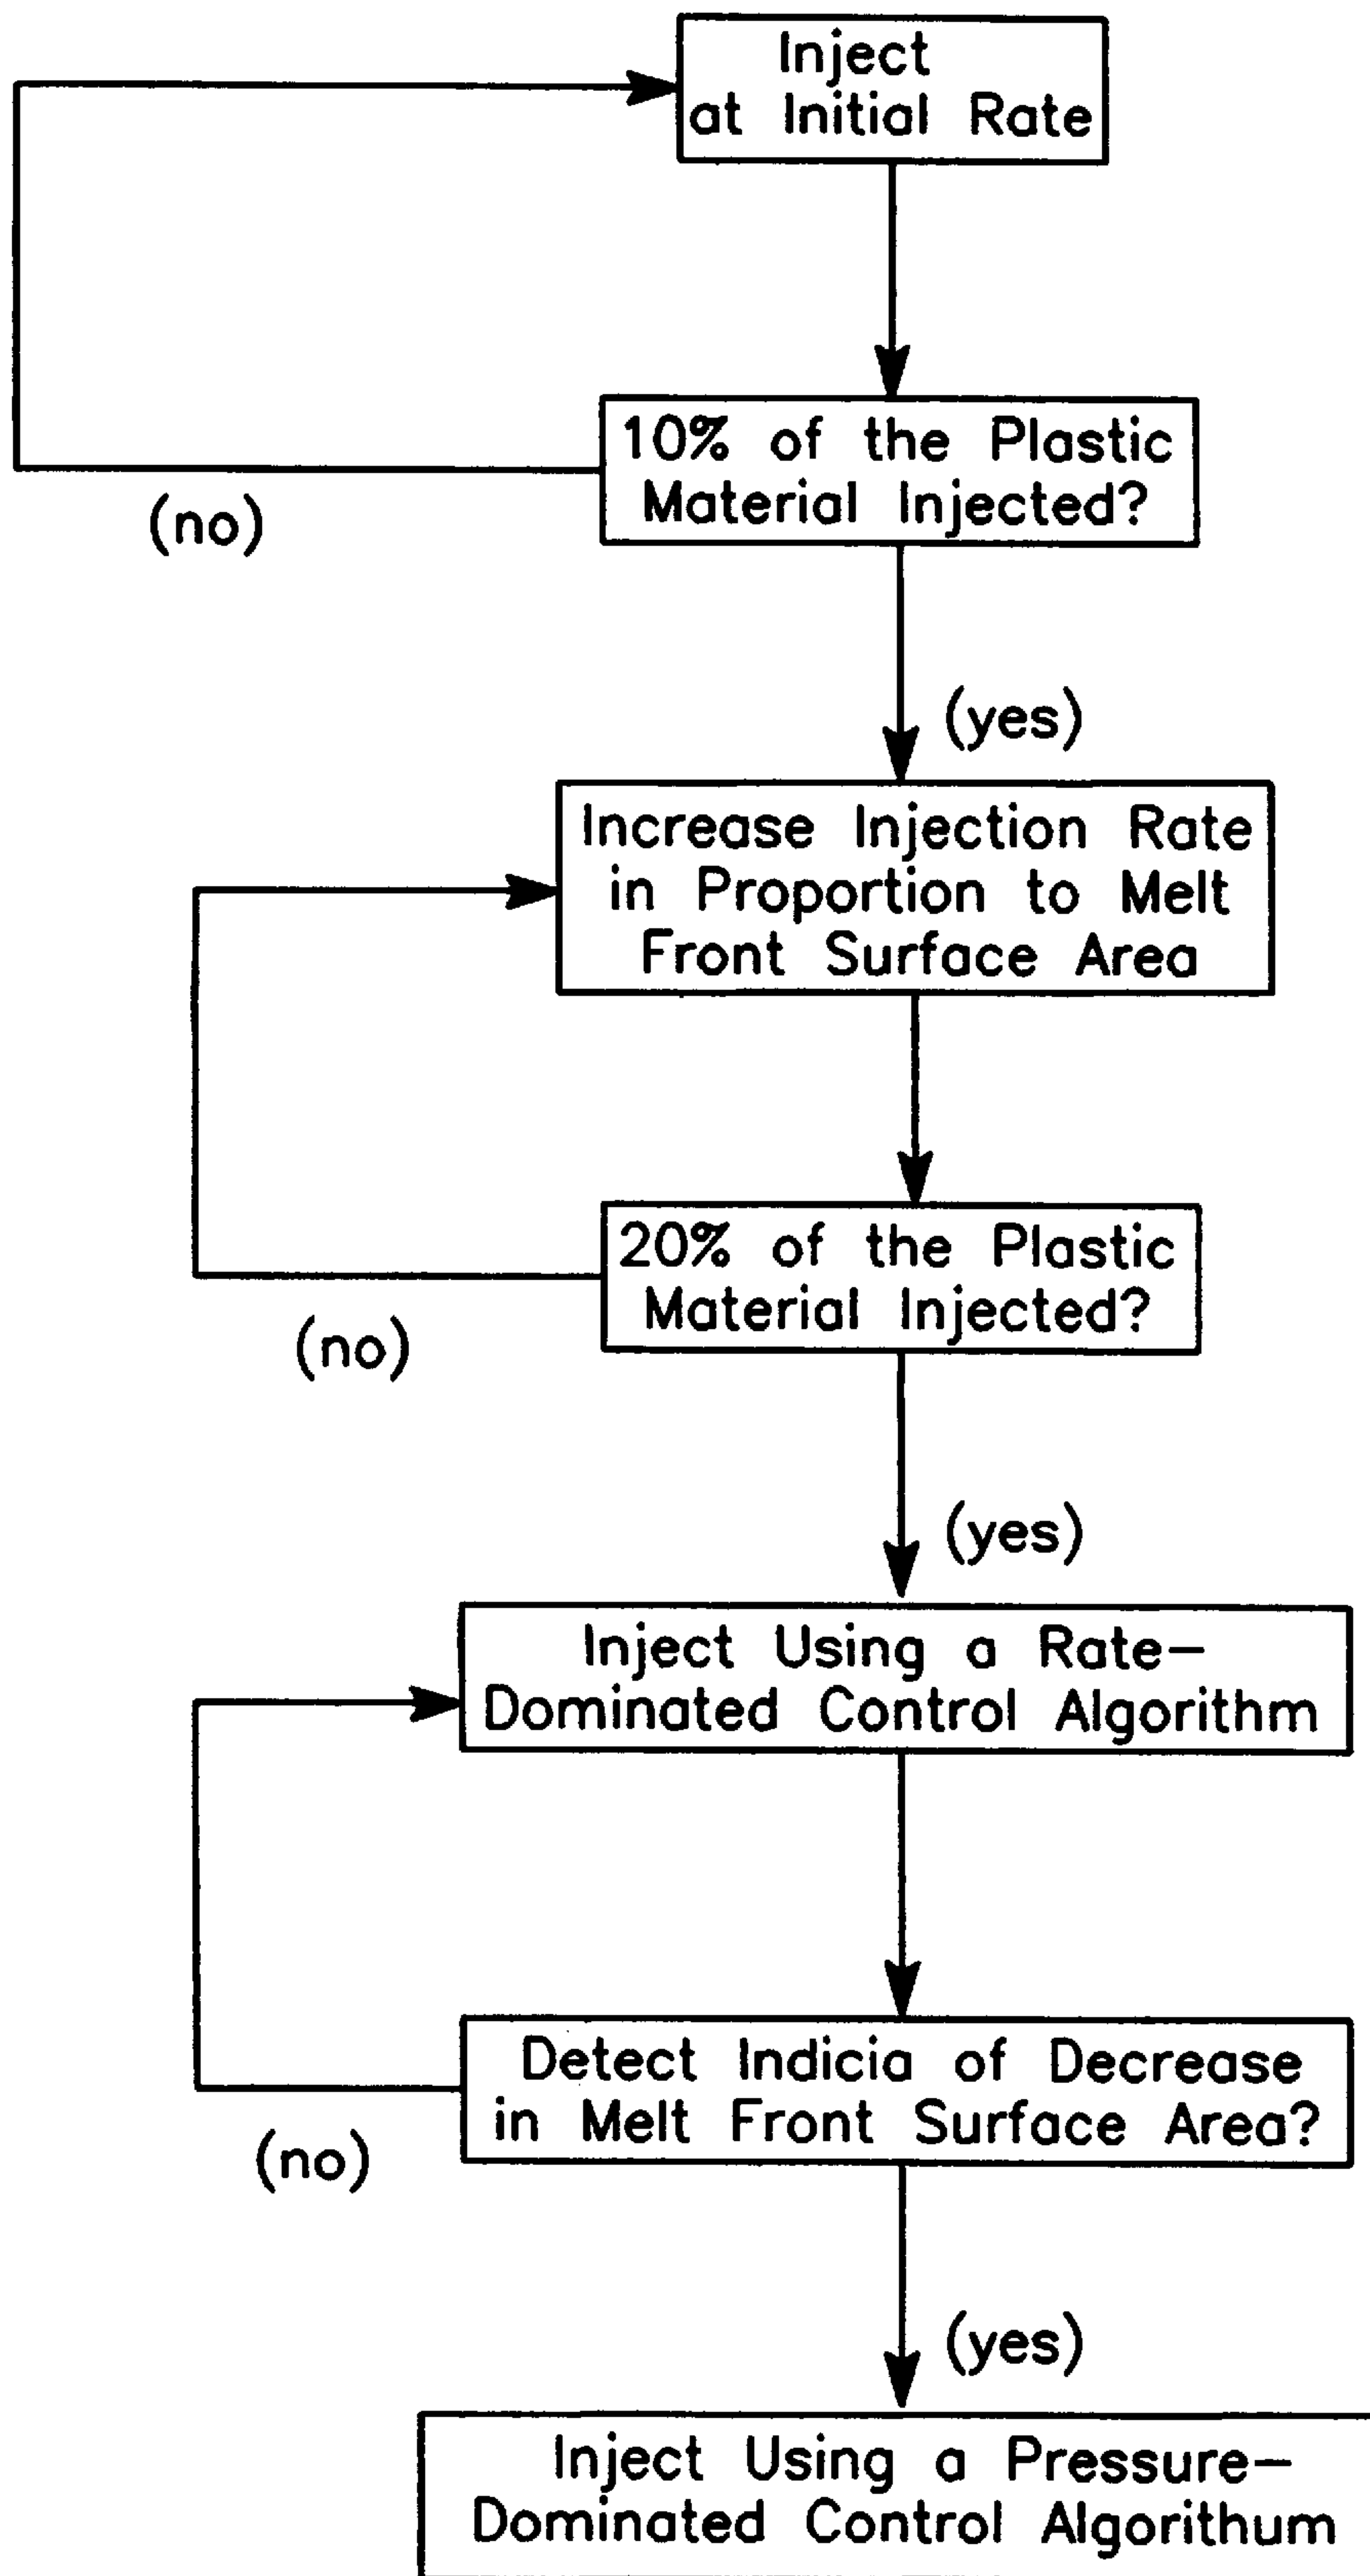 Inject
at Initial Rate
10% of the Plastic
Material Injected?
(no)
(yes)
Increase Injection Rate
in Proportion to Melt
Front Surface Area
20% of the Plastic
Material Injected?
(no)
(yes)
Inject Using a Rate-
Dominated Control Algorithm
Detect Indicia of Decrease
in Melt Front Surface Area?
(no)
(yes)
Inject Using a Pressure-
Dominated Control Algorithum